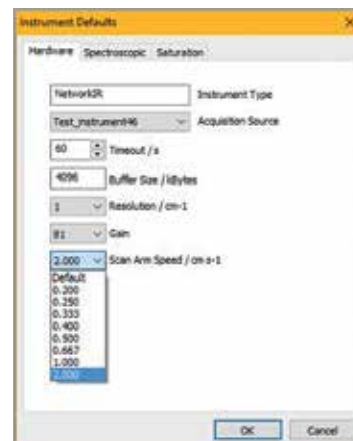 Instrument Defaults
Hardware Spectroscopic Saturation
NetworkIR Instrument Type
Test_instrument46 Acquisition Source
60 Timeout / s
4096 Buffer Size / kBytes
1 Resolution / cm-1
B1 Gain
2.000 Scan Arm Speed / cm s-1
Default
0.200
0.250
0.333
0.400
0.500
0.667
1.000
2.000
OK Cancel